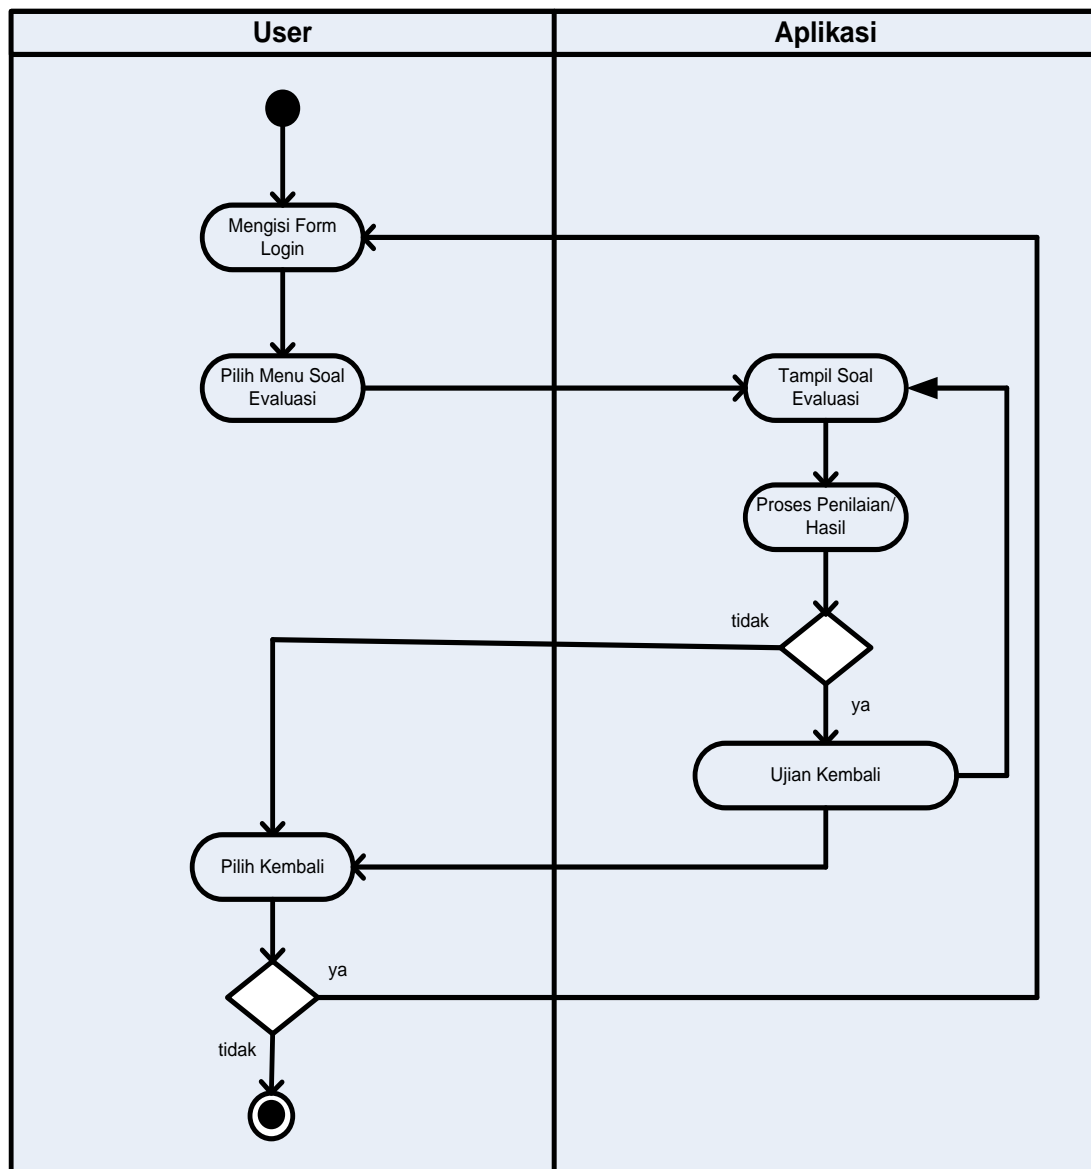 User
Aplikasi
Mengisi Form
Login
Pilih Menu Soal
Evaluasi
Tampil Soal
Evaluasi
Proses Penilaian/
Hasil
tidak
ya
Ujian Kembali
Pilih Kembali
ya
tidak